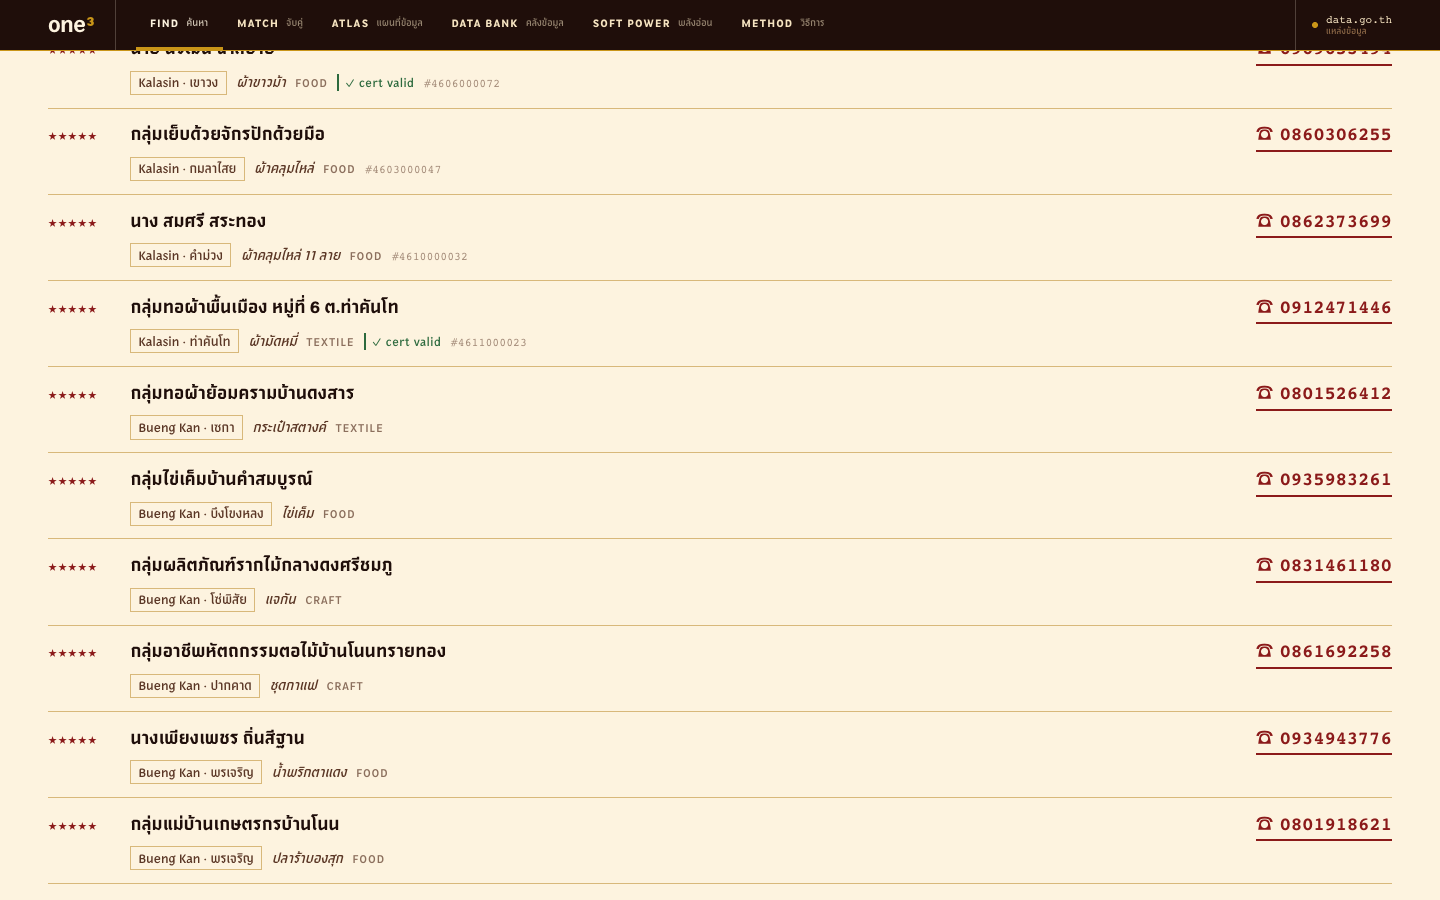 one³
FIND ค้นหา
MATCH จับคู่
ATLAS แผนที่ข้อมูล
DATA BANK คลังข้อมูล
SOFT POWER พลังอ่อน
METHOD วิธีการ
data.go.th
แหล่งข้อมูล
Kalasin · เขาวง ผ้าขาวม้า FOOD ✓ cert valid #4606000072
★★★★★ กลุ่มเย็บด้วยจักรปักด้วยมือ ☎ 0860306255
Kalasin · กมลาไสย ผ้าคลุมไหล่ FOOD #4603000047
★★★★★ นาง สมศรี สระทอง ☎ 0862373699
Kalasin · คำม่วง ผ้าคลุมไหล่ 11 ลาย FOOD #4610000032
★★★★★ กลุ่มทอผ้าพื้นเมือง หมู่ที่ 6 ต.ท่าคันโท ☎ 0912471446
Kalasin · ท่าคันโท ผ้ามัดหมี่ TEXTILE ✓ cert valid #4611000023
★★★★★ กลุ่มทอผ้าย้อมครามบ้านดงสาร ☎ 0801526412
Bueng Kan · เซกา กระเป๋าสตางค์ TEXTILE
★★★★★ กลุ่มไข่เค็มบ้านคำสมบูรณ์ ☎ 0935983261
Bueng Kan · บึงโขงหลง ไข่เค็ม FOOD
★★★★★ กลุ่มผลิตภัณฑ์รากไม้กลางดงศรีชมภู ☎ 0831461180
Bueng Kan · โซ่พิสัย แจกัน CRAFT
★★★★★ กลุ่มอาชีพหัตถกรรมตอไม้บ้านโนนทรายทอง ☎ 0861692258
Bueng Kan · ปากคาด ชุดกาแฟ CRAFT
★★★★★ นางเพียงเพชร ถิ่นสีฐาน ☎ 0934943776
Bueng Kan · พรเจริญ น้ำพริกตาแดง FOOD
★★★★★ กลุ่มแม่บ้านเกษตรกรบ้านโนน ☎ 0801918621
Bueng Kan · พรเจริญ ปลาร้าบองสุก FOOD